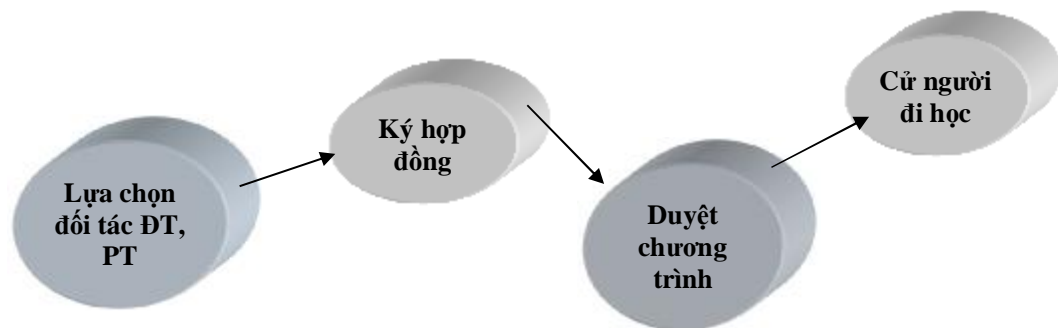 Lựa chọn
đối tác ĐT,
PT
Ký hợp
đồng
Duyệt
chương
trình
Cử người
đi học